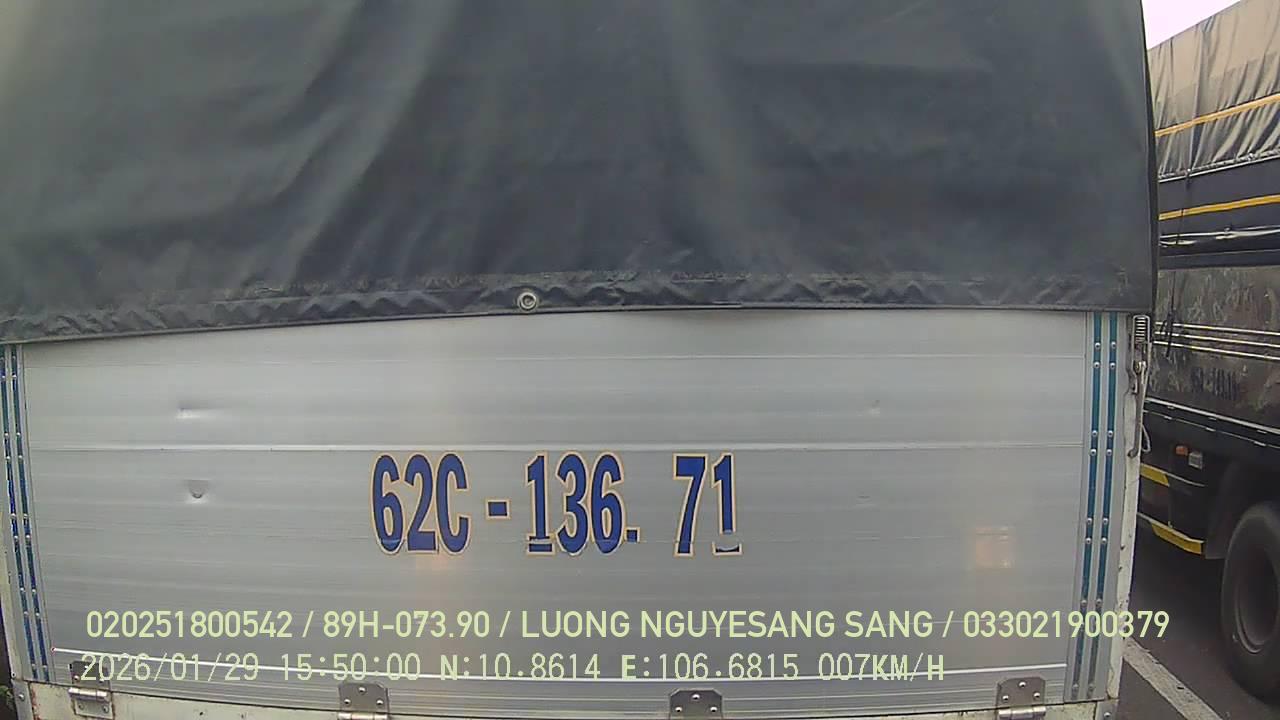 62C-136.71
020251800542 / 89H-073.90 / LUONG NGUYESANG SANG / 033021900379
2026/01/29 15:50:00 N:10.8614 E:106.6815 007KM/H